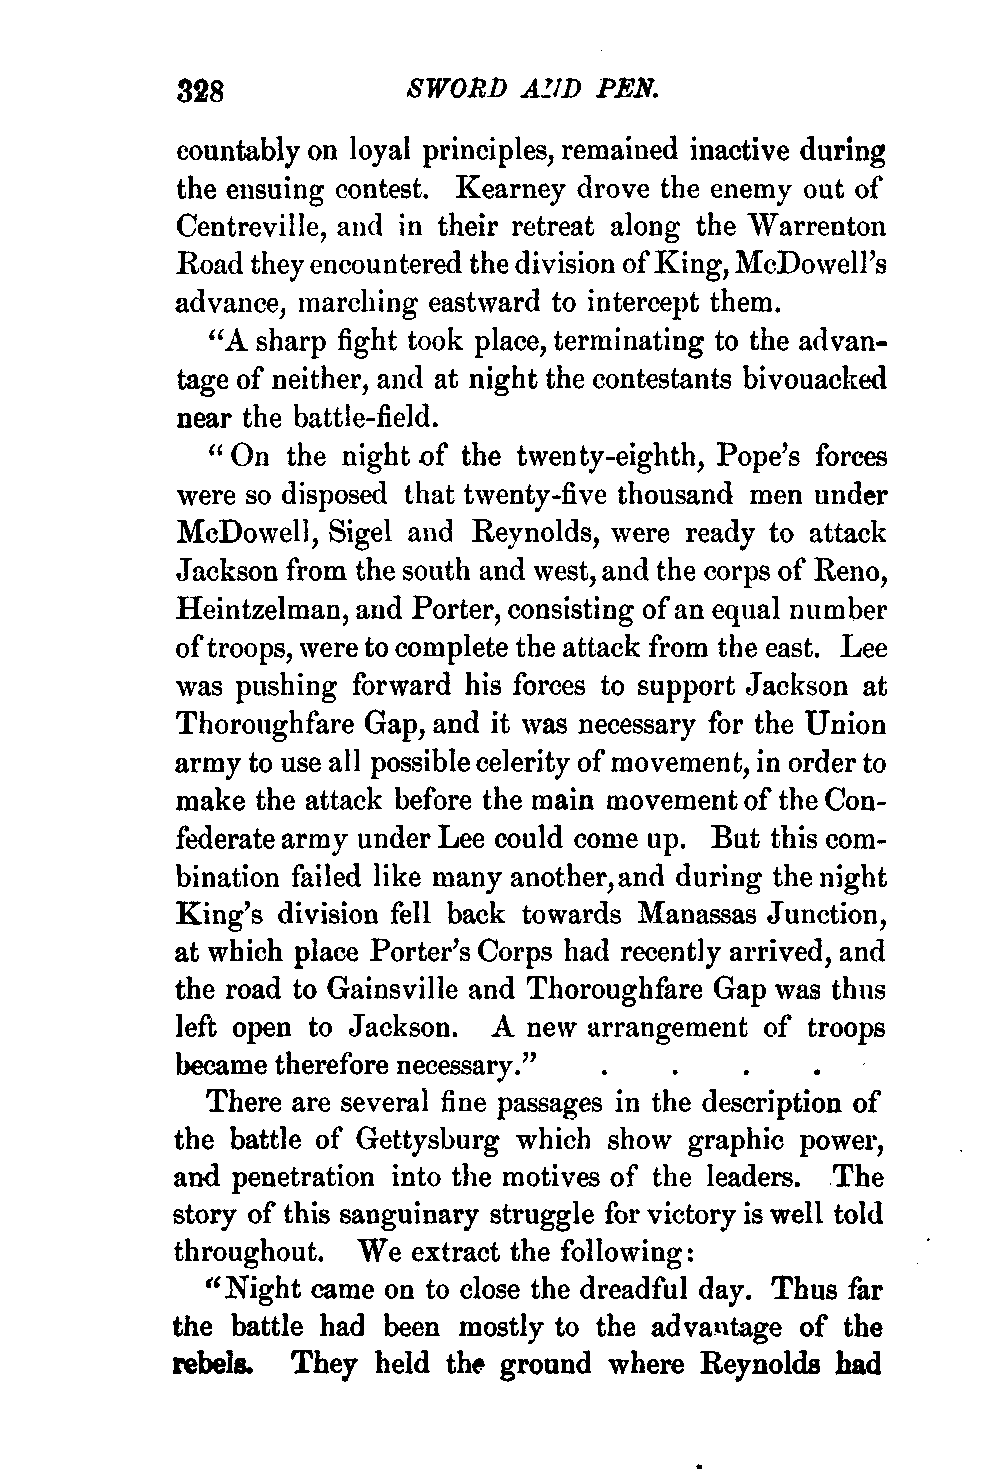 328 SWORD AND PEN.
countably on loyal principles, remained inactive during
the ensuing contest. Kearney drove the enemy out of
Centreville, and in their retreat along the Warrenton
Road they encountered the division of King, McDowell's
advance, marching eastward to intercept them.
"A sharp fight took place, terminating to the advan-
tage of neither, and at night the contestants bivouacked
near the battle-field.
"On the night of the twenty-eighth, Pope's forces
were so disposed that twenty-five thousand men under
McDowell, Sigel and Reynolds, were ready to attack
Jackson from the south and west, and the corps of Reno,
Heintzelman, and Porter, consisting of an equal number
of troops, were to complete the attack from the east. Lee
was pushing forward his forces to support Jackson at
Thoroughfare Gap, and it was necessary for the Union
army to use all possible celerity of movement, in order to
make the attack before the main movement of the Con-
federate army under Lee could come up. But this com-
bination failed like many another, and during the night
King's division fell back towards Manassas Junction,
at which place Porter's Corps had recently arrived, and
the road to Gainsville and Thoroughfare Gap was thus
left open to Jackson. A new arrangement of troops
became therefore necessary." . . . .
There are several fine passages in the description of
the battle of Gettysburg which show graphic power,
and penetration into the motives of the leaders. The
story of this sanguinary struggle for victory is well told
throughout. We extract the following:
"Night came on to close the dreadful day. Thus far
the battle had been mostly to the advantage of the
rebels. They held the ground where Reynolds had